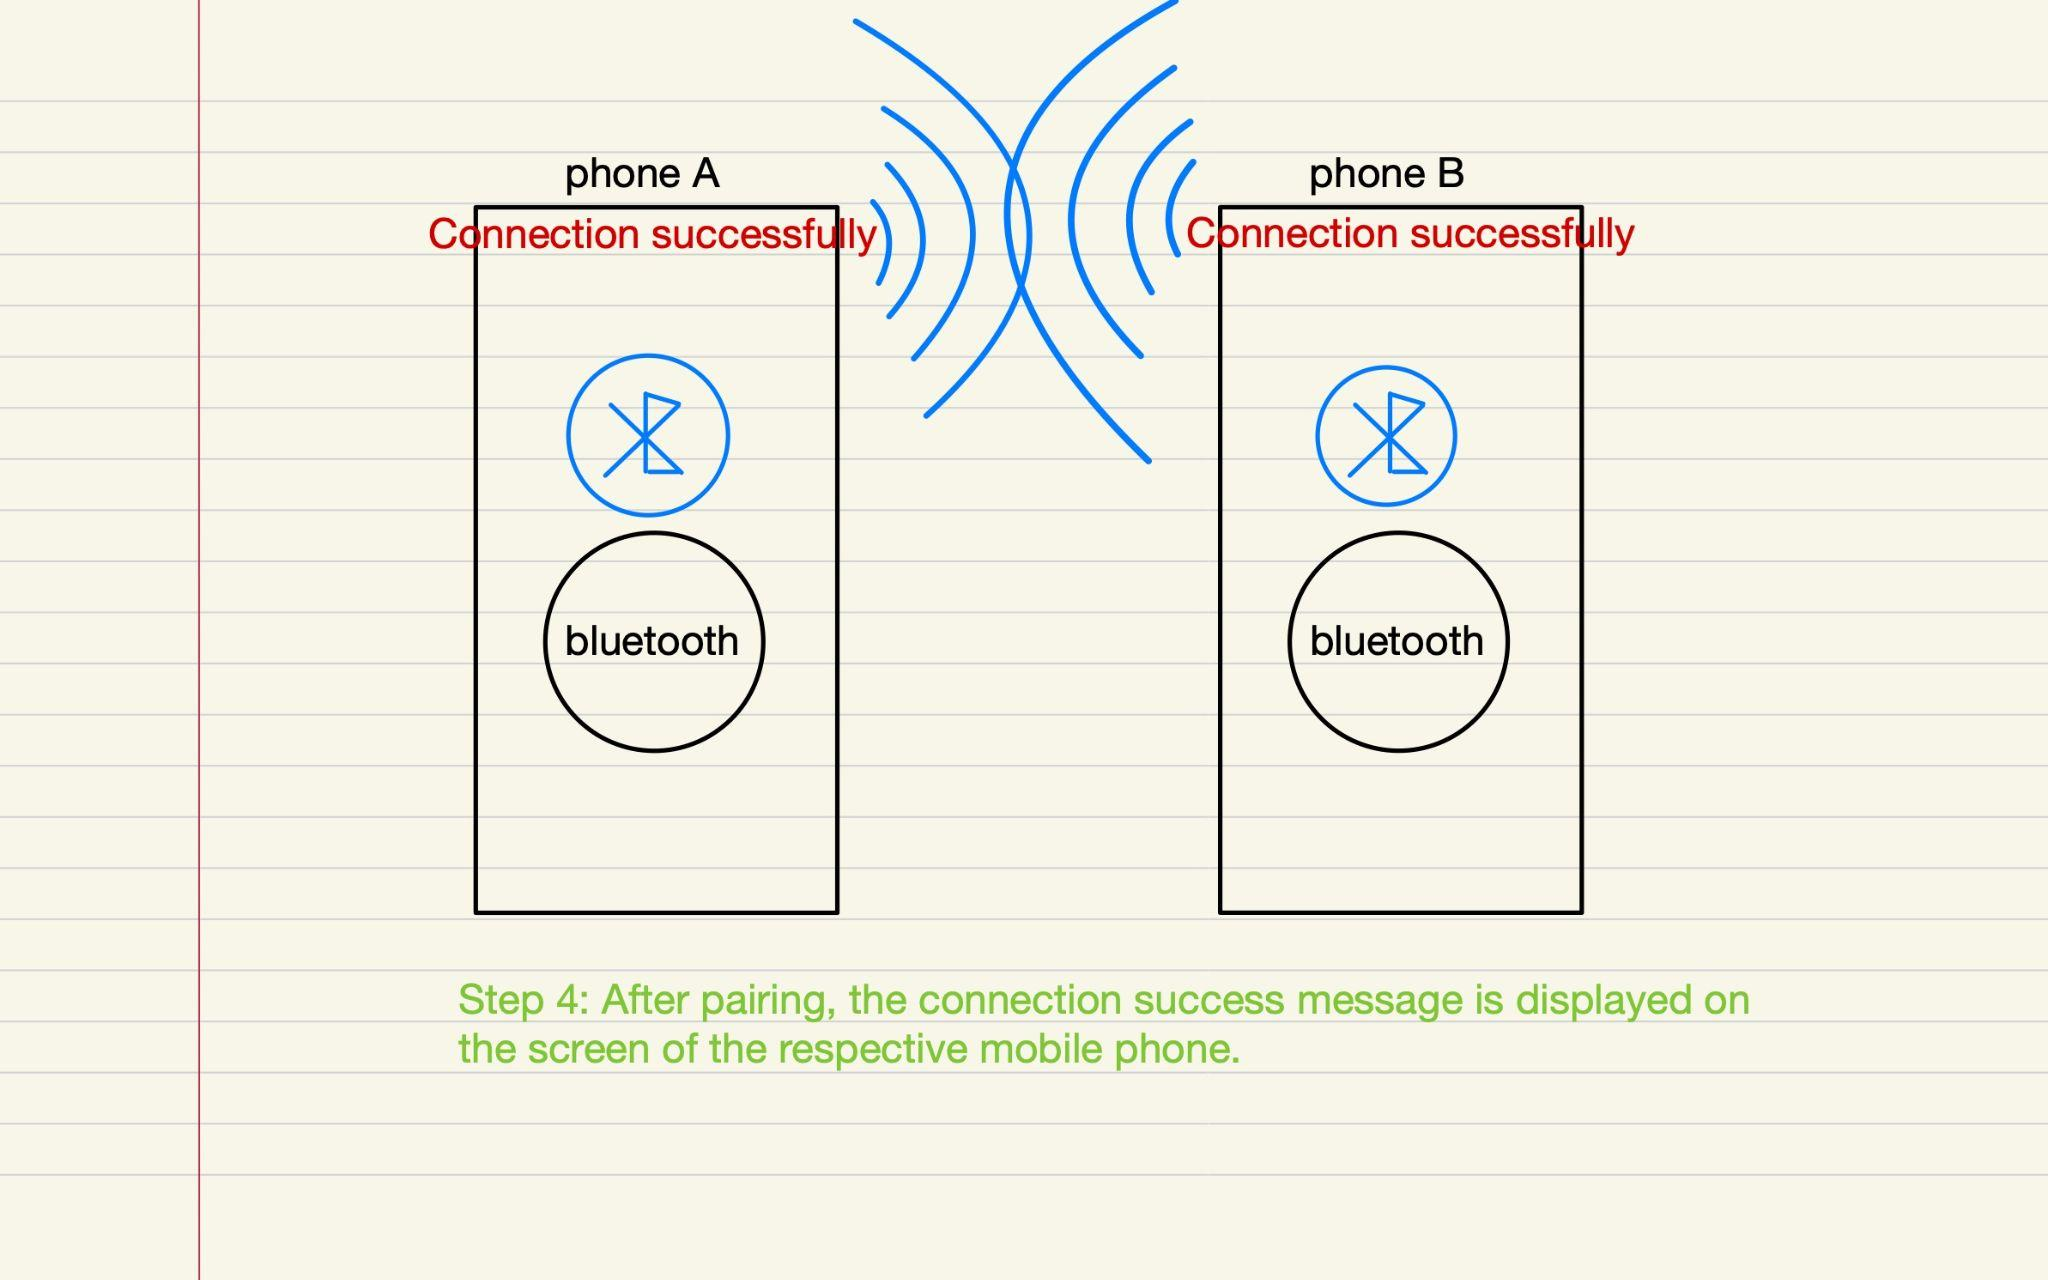 phone A
phone B
Connection successfully
Connection successfully
bluetooth
bluetooth
Step 4: After pairing, the connection success message is displayed on
the screen of the respective mobile phone.